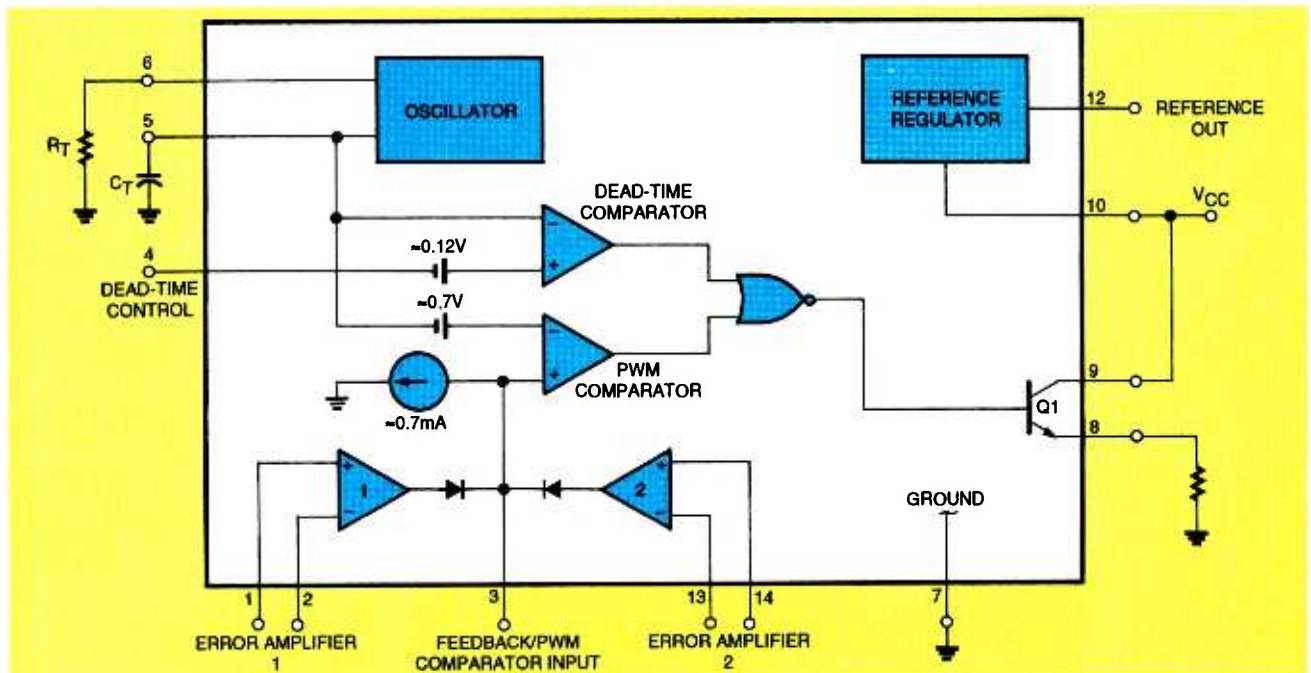 6
OSCILLATOR
REFERENCE
REGULATOR
12
REFERENCE
OUT
5
RT
CT
DEAD-TIME
COMPARATOR
10
VCC
4
≈0.12V
DEAD-TIME
CONTROL
≈0.7V
PWM
COMPARATOR
9
Q1
≈0.7mA
8
+
-
1
2
GROUND
1
2
3
13
14
7
ERROR AMPLIFIER
1
FEEDBACK/PWM
COMPARATOR INPUT
ERROR AMPLIFIER
2